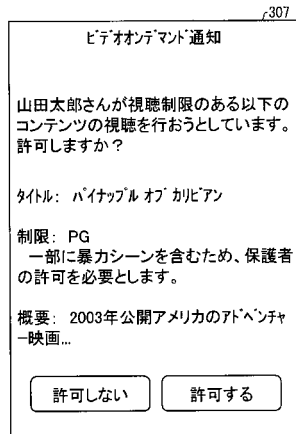 307
ビデオオンデマンド通知
山田太郎さんが視聴制限のある以下の
コンテンツの視聴を行おうとしています。
許可しますか？
タイトル： パイナップル オブ カリビアン
制限： PG
一部に暴力シーンを含むため、保護者
の許可を必要とします。
概要： 2003年公開アメリカのアドベンチャ
ー映画...
許可しない 許可する